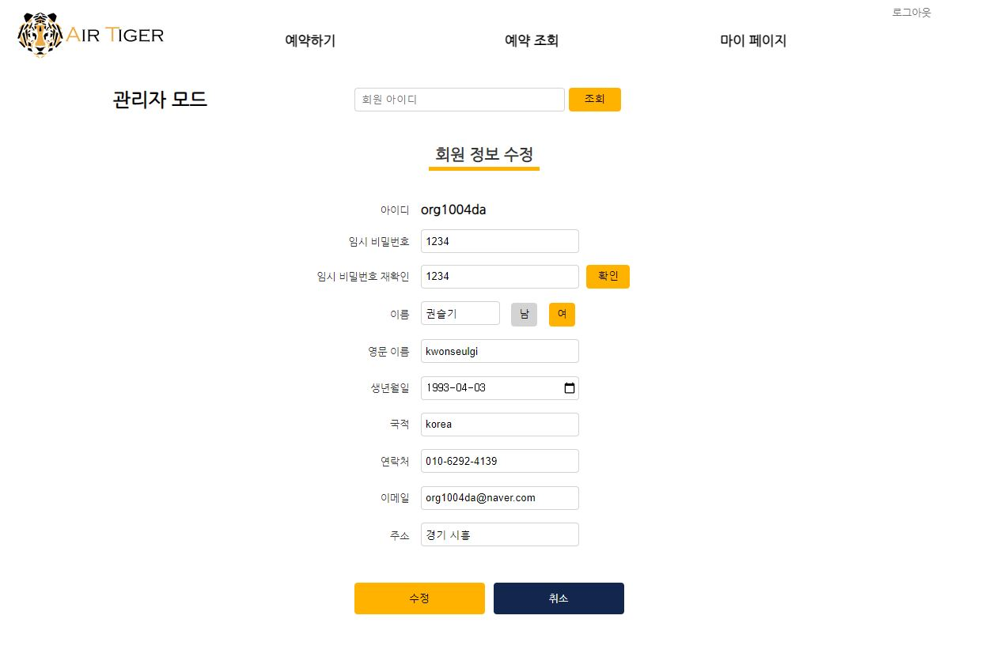 로그아웃
AIR TIGER
예약하기 예약 조회 마이 페이지
관리자 모드 회원 아이디 조회
회원 정보 수정
아이디 org1004da
임시 비밀번호 1234
임시 비밀번호 재확인 1234 확인
이름 권슬기 남 여
영문 이름 kwonseulgi
생년월일 1993-04-03
국적 korea
연락처 010-6292-4139
이메일 org1004da@naver.com
주소 경기 시흥
수정 취소